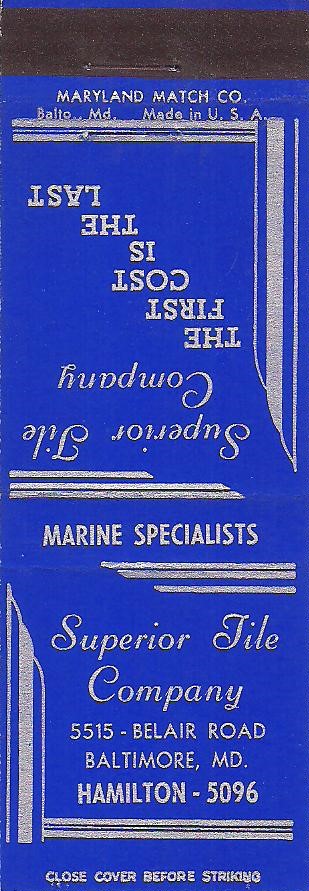 MARYLAND MATCH CO.
Balto., Md. Made in U. S. A.
Superior Tile
Company
THE
FIRST
COST
IS
THE
LAST
MARINE SPECIALISTS
Superior Tile
Company
5515 - BELAIR ROAD
BALTIMORE, MD.
HAMILTON - 5096
CLOSE COVER BEFORE STRIKING